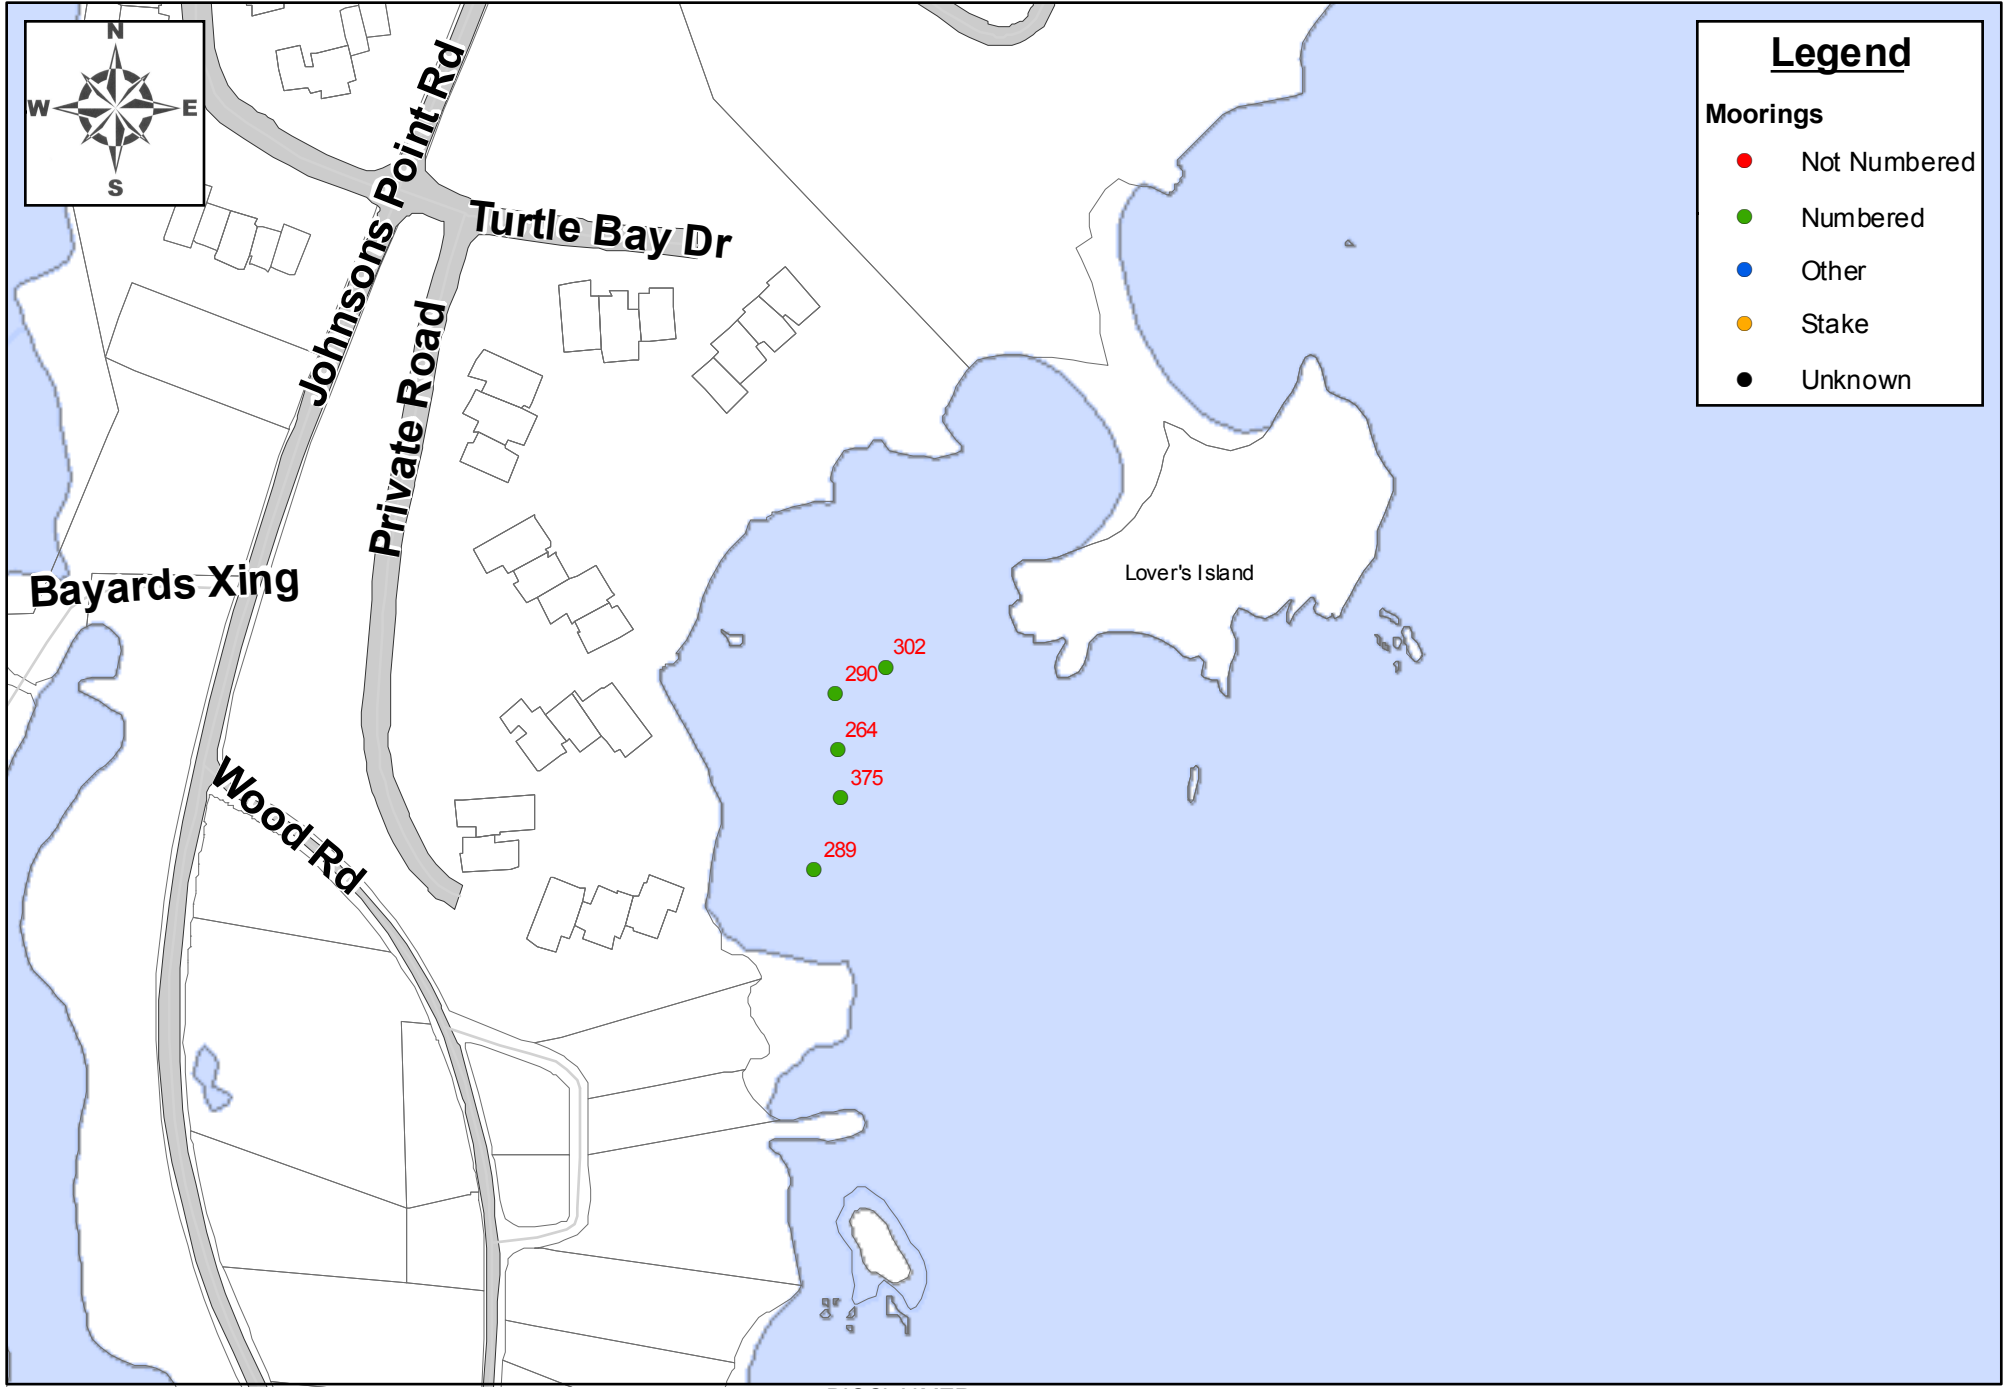 N
W E
S
Johnsons Point Rd
Turtle Bay Dr
Private Road
Bayards Xing
Wood Rd
Lover's Island
302
290
264
375
289
Legend
Moorings
Not Numbered
Numbered
Other
Stake
Unknown